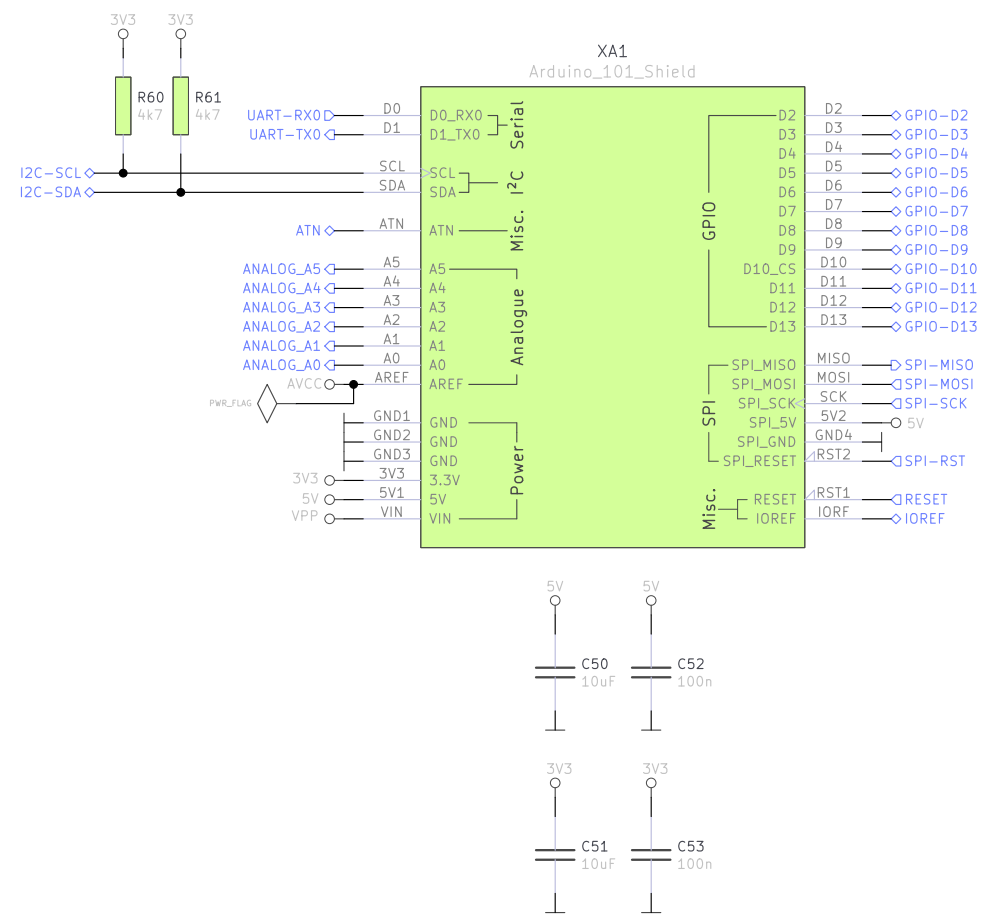 3V3 3V3
R60 4k7
R61 4k7
XA1
Arduino_101_Shield
UART-RX0 D0 D0_RX0
UART-TX0 D1 D1_TX0
Serial
I2C-SCL SCL SCL
I2C-SDA SDA SDA
I²C
ATN ATN ATN
Misc.
ANALOG_A5 A5 A5
ANALOG_A4 A4 A4
ANALOG_A3 A3 A3
ANALOG_A2 A2 A2
ANALOG_A1 A1 A1
ANALOG_A0 A0 A0
AVCC AREF AREF
Analogue
PWR_FLAG
GND1 GND
GND2 GND
GND3 GND
3V3 3V3 3.3V
5V 5V1 5V
VPP VIN VIN
Power
GPIO
D2 D2 GPIO-D2
D3 D3 GPIO-D3
D4 D4 GPIO-D4
D5 D5 GPIO-D5
D6 D6 GPIO-D6
D7 D7 GPIO-D7
D8 D8 GPIO-D8
D9 D9 GPIO-D9
D10_CS D10 GPIO-D10
D11 D11 GPIO-D11
D12 D12 GPIO-D12
D13 D13 GPIO-D13
SPI
SPI_MISO MISO SPI-MISO
SPI_MOSI MOSI SPI-MOSI
SPI_SCK SCK SPI-SCK
SPI_5V 5V2 5V
SPI_GND GND4
SPI_RESET RST2 SPI-RST
Misc.
RESET RST1 RESET
IOREF IORF IOREF
5V 5V
C50 C52
10uF 100n
3V3 3V3
C51 C53
10uF 100n